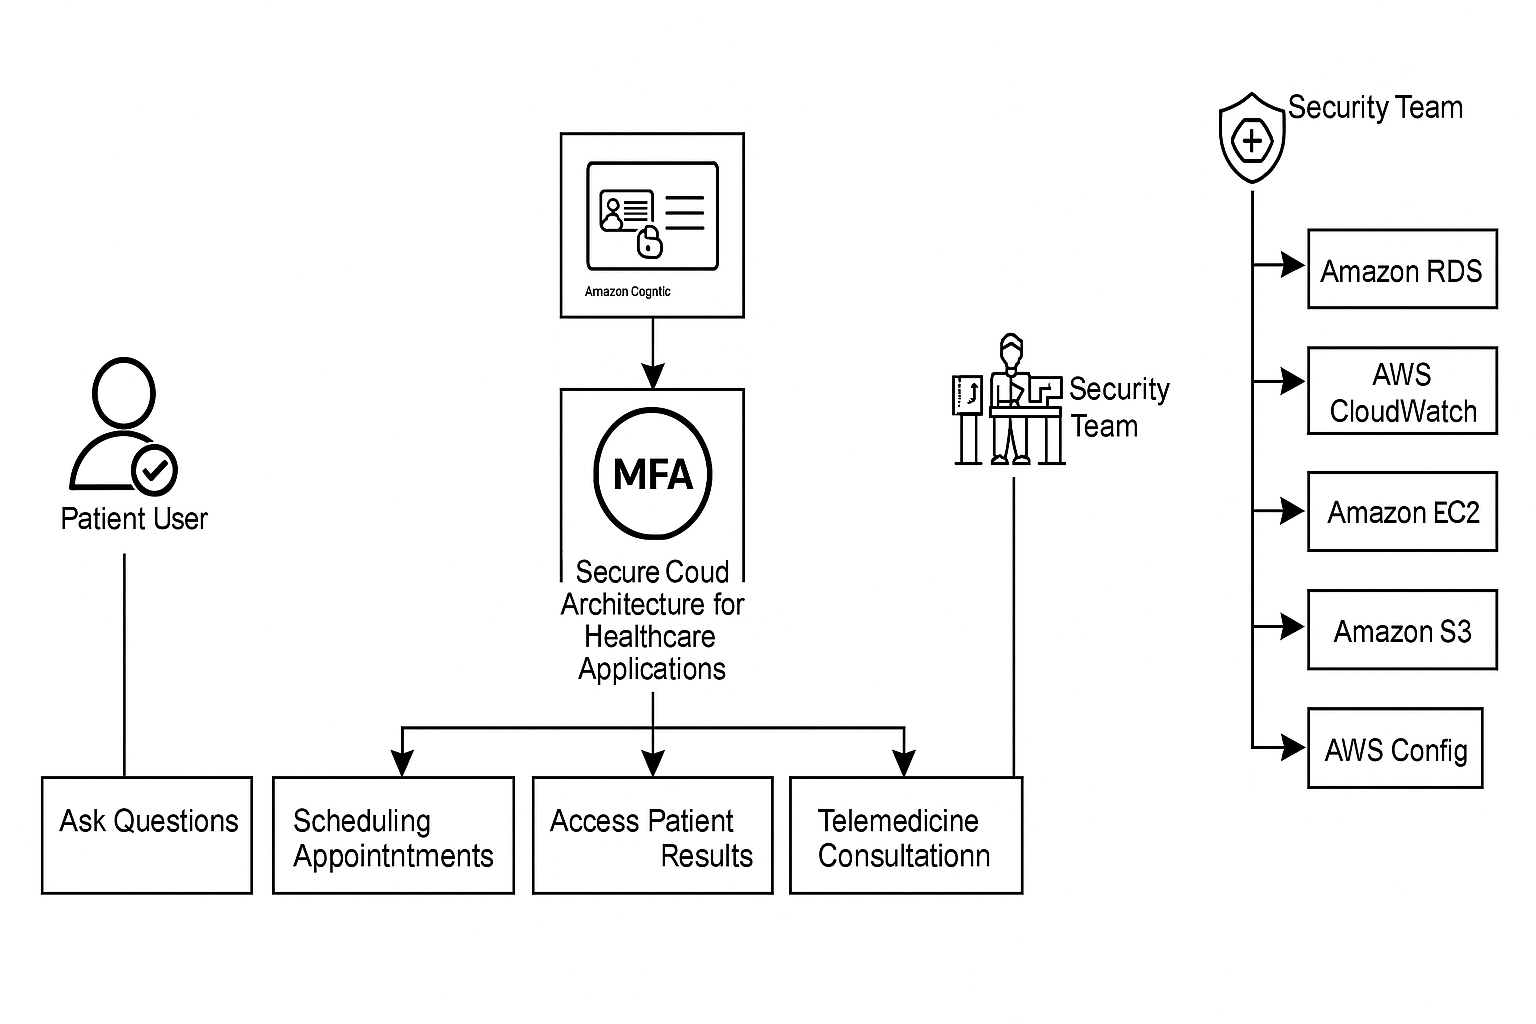 Security Team
Amazon Cogntic
Amazon RDS
AWS
CloudWatch
Security
Team
MFA
Patient User
Amazon EC2
Secure Coud
Architecture for
Healthcare
Applications
Amazon S3
AWS Config
Ask Questions
Scheduling
Appointntments
Access Patient
Results
Telemedicine
Consultationn